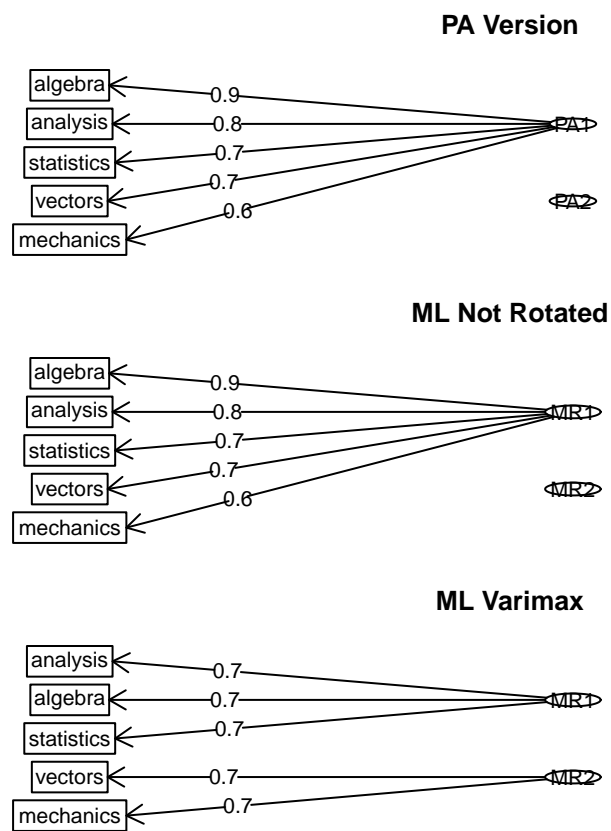 PA Version
algebra
0.9
analysis
0.8
PA1
statistics
0.7
vectors
0.7
PA2
mechanics
0.6
ML Not Rotated
algebra
0.9
analysis
0.8
MR1
statistics
0.7
vectors
0.7
MR2
mechanics
0.6
ML Varimax
analysis
0.7
algebra
0.7
MR1
statistics
0.7
vectors
0.7
MR2
mechanics
0.7